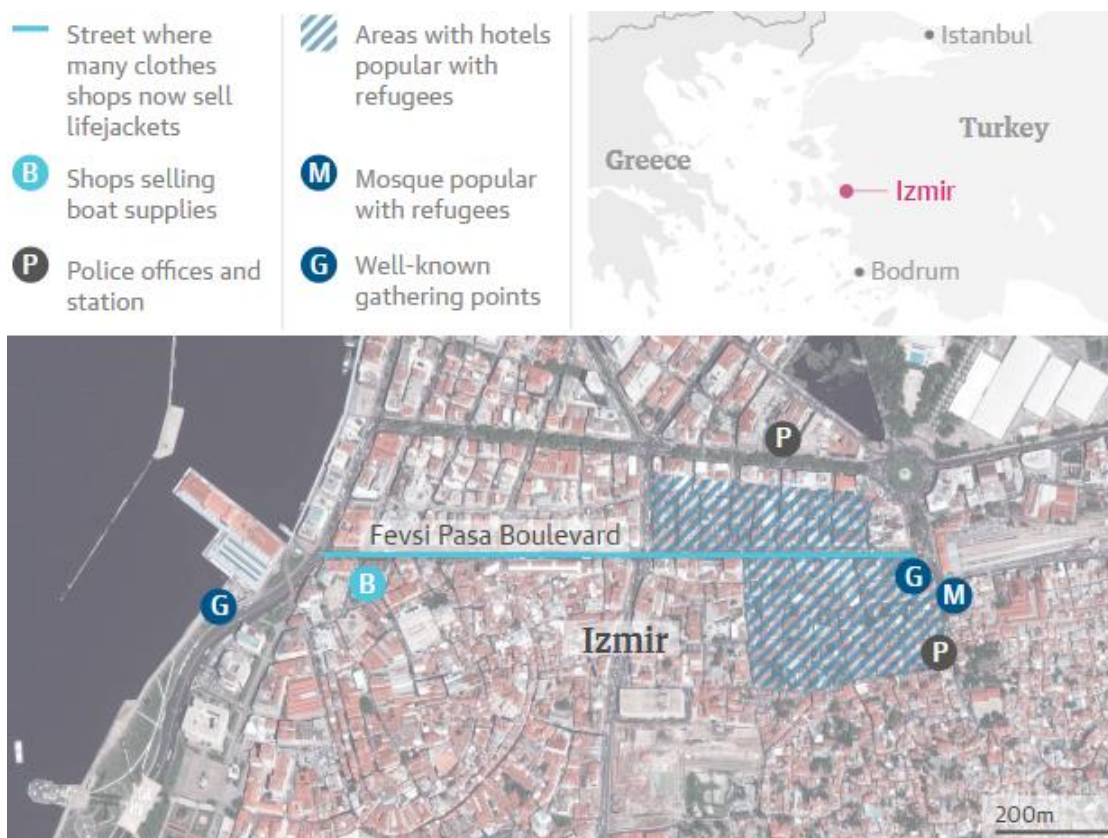 Street where
many clothes
shops now sell
lifejackets
B
Shops selling
boat supplies
P
Police offices and
station
Areas with hotels
popular with
refugees
M
Mosque popular
with refugees
G
Well-known
gathering points
Istanbul
Turkey
Greece
Izmir
Bodrum
P
Fevsi Pasa Boulevard
B
G
G
M
Izmir
P
200m